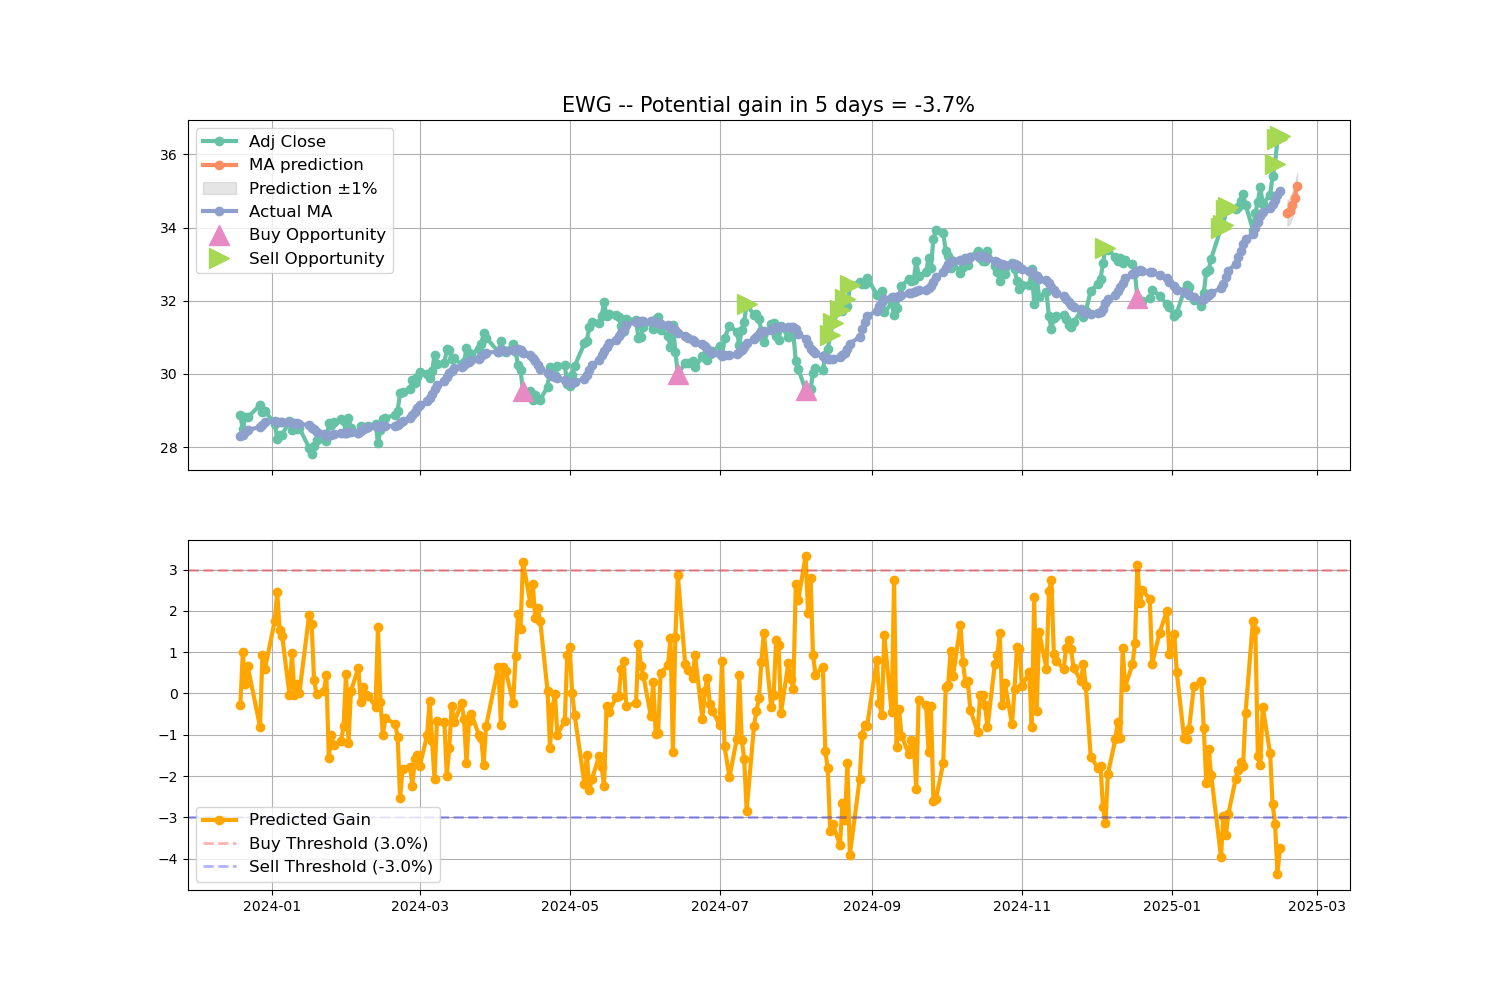 EWG -- Potential gain in 5 days = -3.7%
Adj Close
MA prediction
Prediction ±1%
Actual MA
Buy Opportunity
Sell Opportunity
36
34
32
30
28
3
2
1
0
−1
−2
−3
−4
Predicted Gain
Buy Threshold (3.0%)
Sell Threshold (-3.0%)
2024-01 2024-03 2024-05 2024-07 2024-09 2024-11 2025-01 2025-03